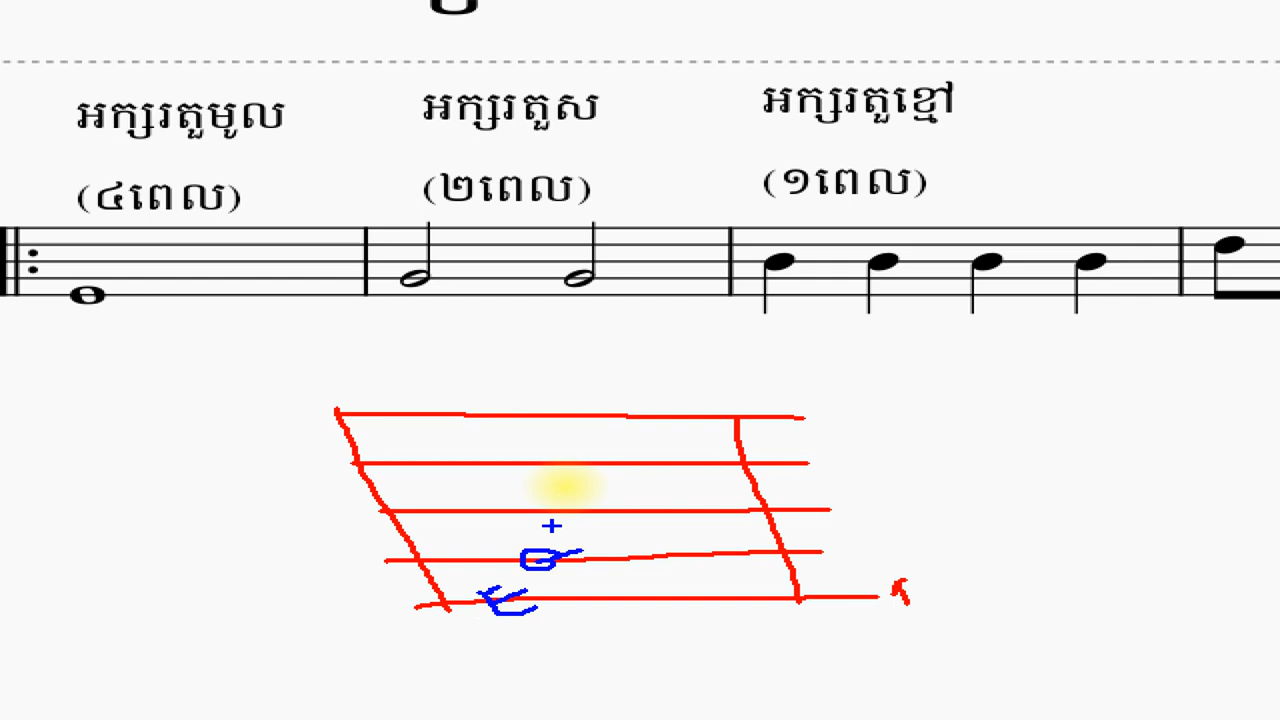 អក្សរតួមូល
អក្សរតួស
អក្សរតួខ្មៅ
(៤ពេល)
(២ពេល)
(១ពេល)